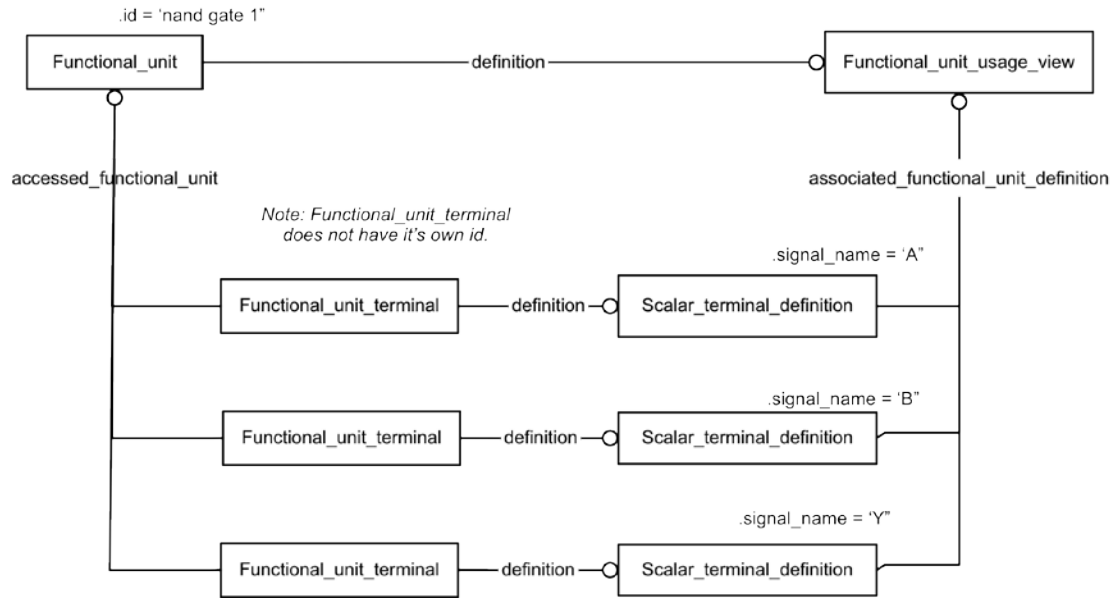 .id = ‘nand gate 1”
Functional_unit
definition
Functional_unit_usage_view
accessed_functional_unit
associated_functional_unit_definition
Note: Functional_unit_terminal
does not have it's own id.
.signal_name = ‘A”
Functional_unit_terminal
definition
Scalar_terminal_definition
.signal_name = ‘B”
Functional_unit_terminal
definition
Scalar_terminal_definition
.signal_name = ‘Y”
Functional_unit_terminal
definition
Scalar_terminal_definition